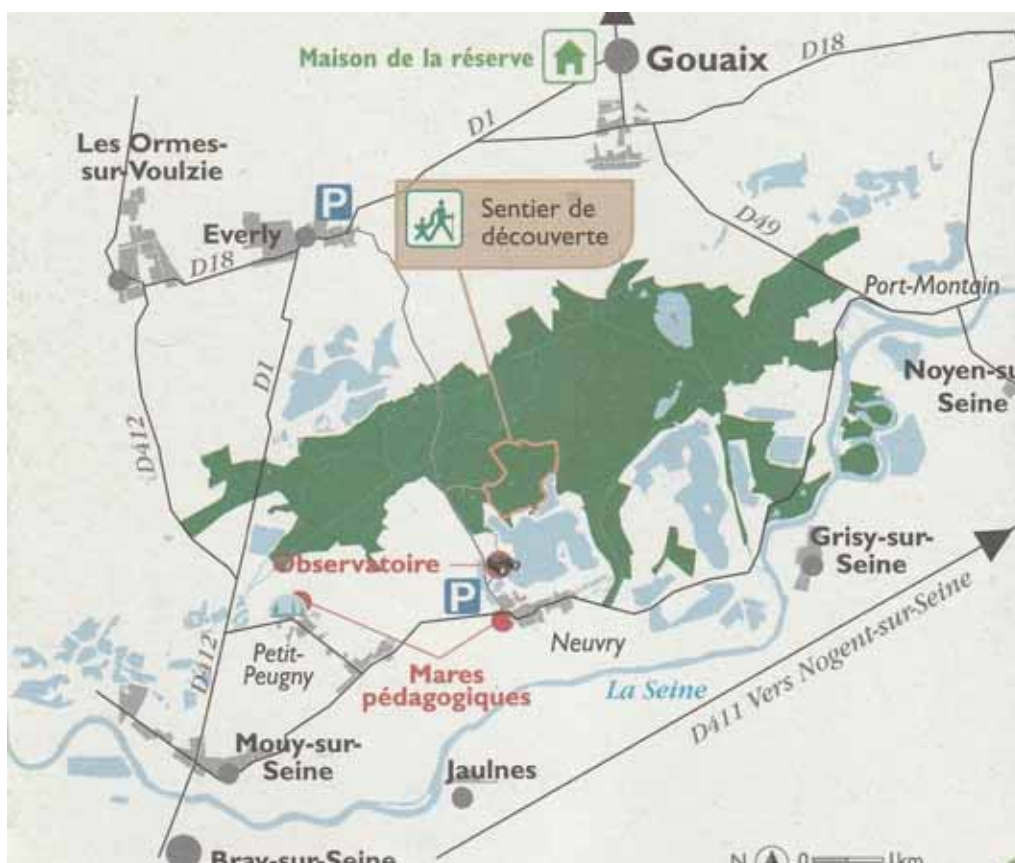 Maison de la réserve
Gouaix
D18
D1
Les Ormes-
sur-Voulzie
P
Sentier de
découverte
Everly
D18
D49
Port-Montain
Noyen-su
Seine
D1
D412
Observatoire
Grisy-sur-
Seine
P
Neuvry
Petit-
Peugny
Mares
pédagogiques
La Seine
D411 Vers Nogent-sur-Seine
D412
Mouy-sur-
Seine
Jaulnes
Bray-sur-Seine
N 0 1km